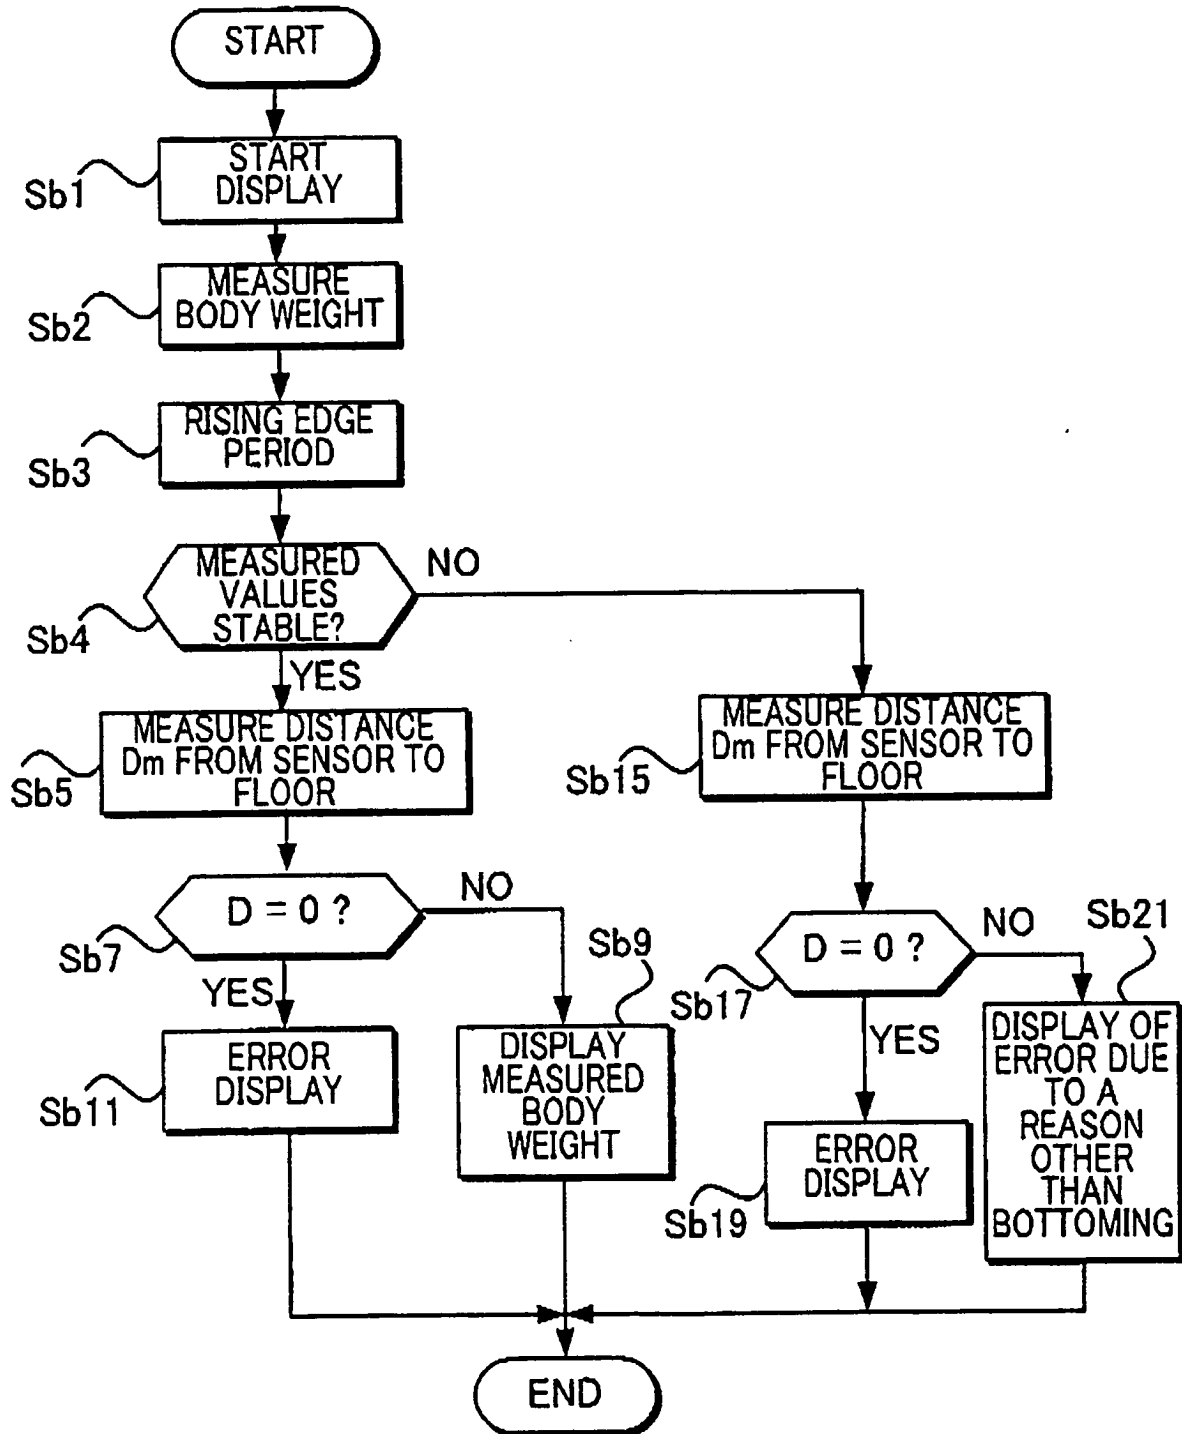 START
START
DISPLAY
Sb1
MEASURE
BODY WEIGHT
Sb2
RISING EDGE
PERIOD
Sb3
MEASURED
VALUES
STABLE?
NO
Sb4
YES
MEASURE DISTANCE
Dm FROM SENSOR TO
FLOOR
Sb5
MEASURE DISTANCE
Dm FROM SENSOR TO
FLOOR
Sb15
D = 0 ?
NO
Sb7
YES
Sb9
ERROR
DISPLAY
Sb11
DISPLAY
MEASURED
BODY
WEIGHT
D = 0 ?
NO
Sb17
YES
Sb21
ERROR
DISPLAY
Sb19
DISPLAY OF
ERROR DUE
TO A
REASON
OTHER
THAN
BOTTOMING
END